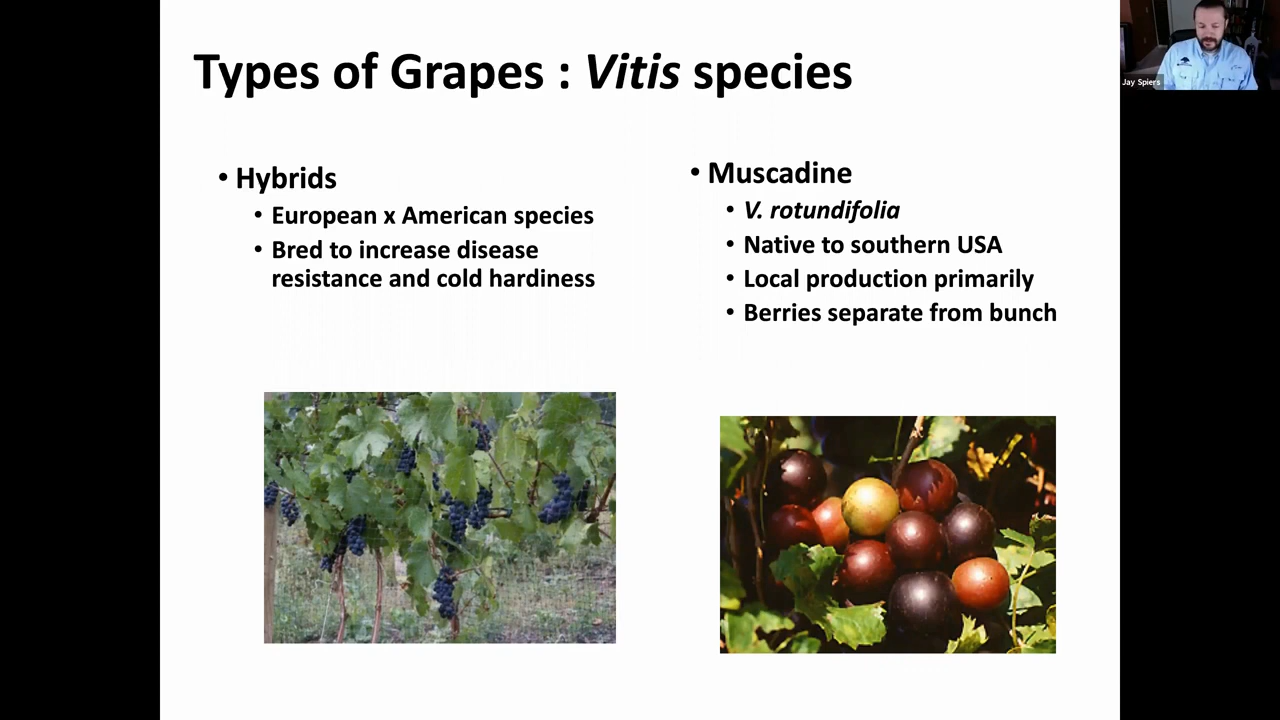 Types of Grapes : Vitis species
• Hybrids
• European x American species
• Bred to increase disease
resistance and cold hardiness
• Muscadine
• V. rotundifolia
• Native to southern USA
• Local production primarily
• Berries separate from bunch
Jay Spiers